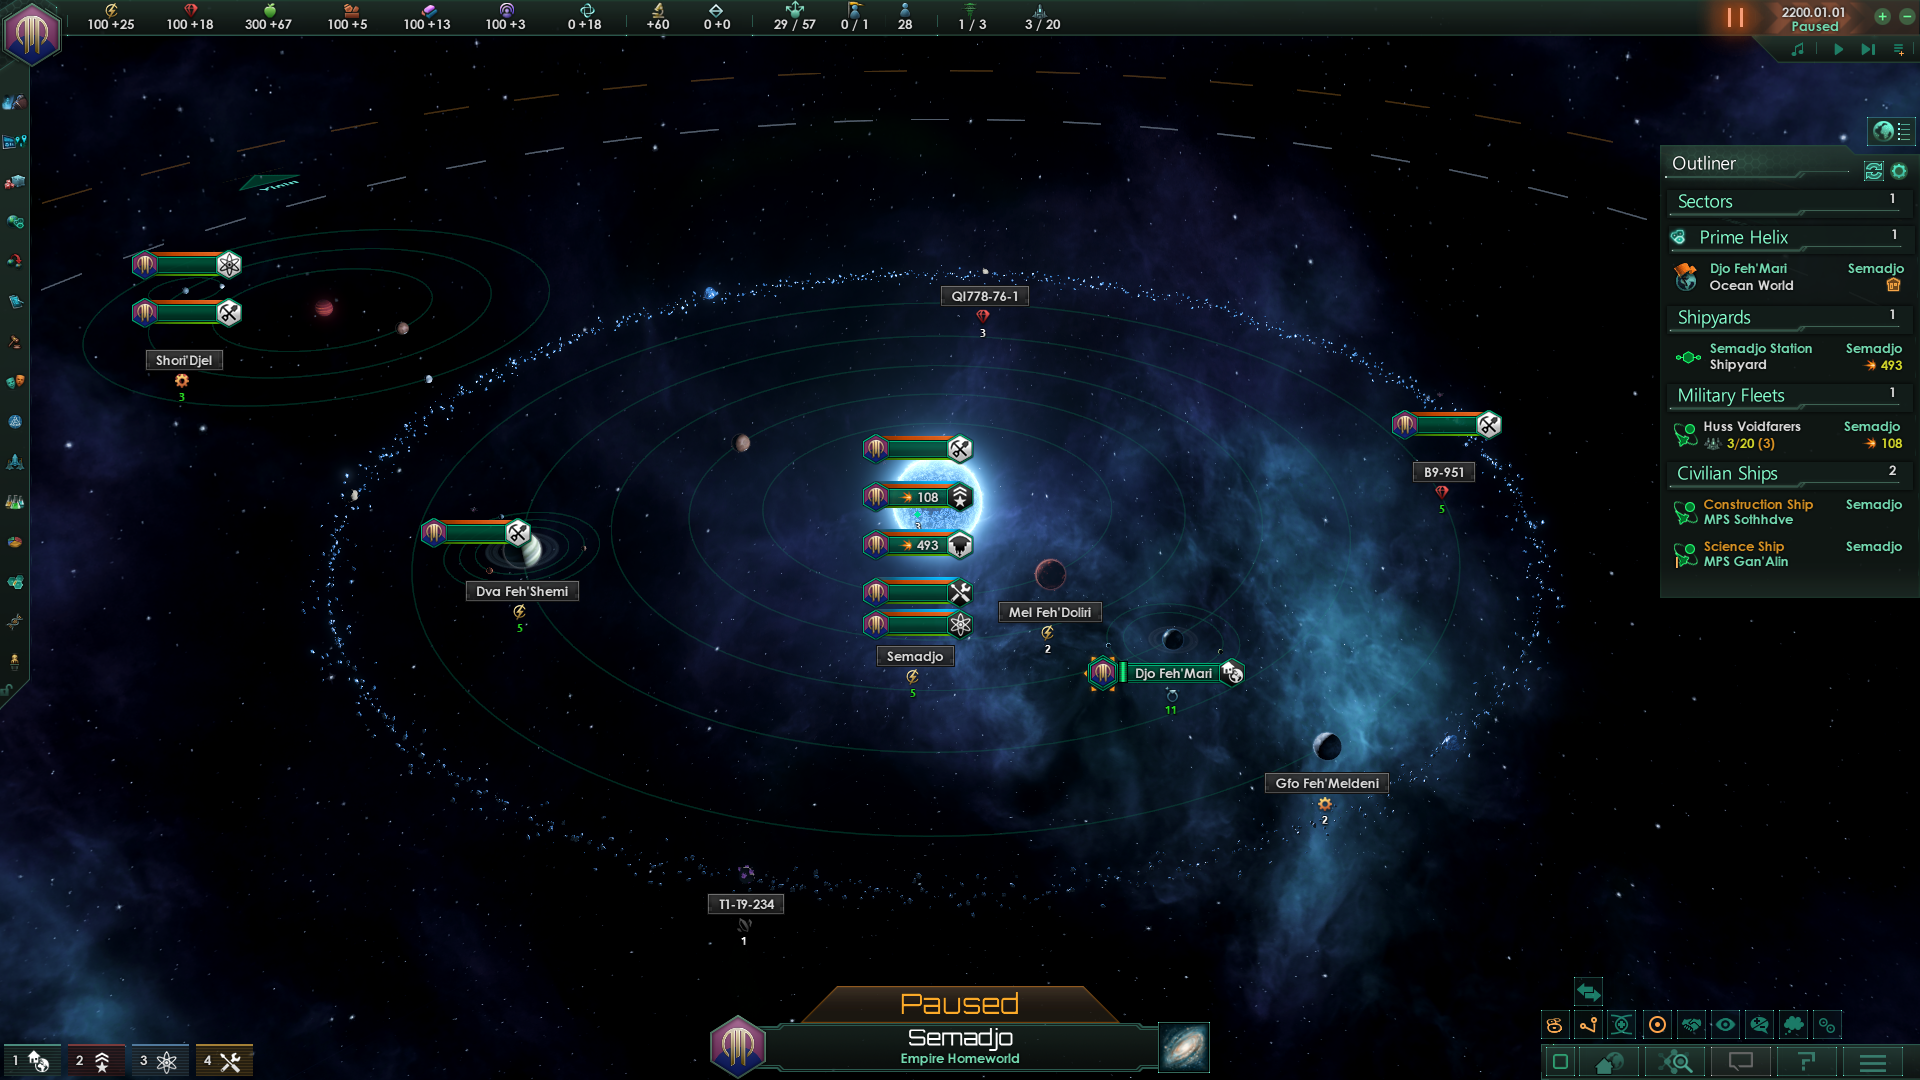 100 +25
100 +18
300 +67
100 +5
100 +13
100 +3
0 +18
+60
0 +0
29 / 57
0 / 1
28
1 / 3
3 / 20
2200.01.01
Paused
Outliner
Sectors 1
Prime Helix 1
Djo Feh'Mari Semadjo
Ocean World
Shipyards 1
Semadjo Station Semadjo
Shipyard 493
Military Fleets 1
Huss Voidfarers Semadjo
3/20 (3) 108
Civilian Ships 2
Construction Ship Semadjo
MPS Sothhdve
Science Ship Semadjo
MPS Gan'Alin
QI778-76-1
3
Shori'Djel
3
B9-951
5
108
3
493
Dva Feh'Shemi
5
Mel Feh'Doliri
2
Semadjo
5
Djo Feh'Mari
11
Gfo Feh'Meldeni
2
T1-T9-234
1
Paused
Semadjo
Empire Homeworld
1
2
3
4